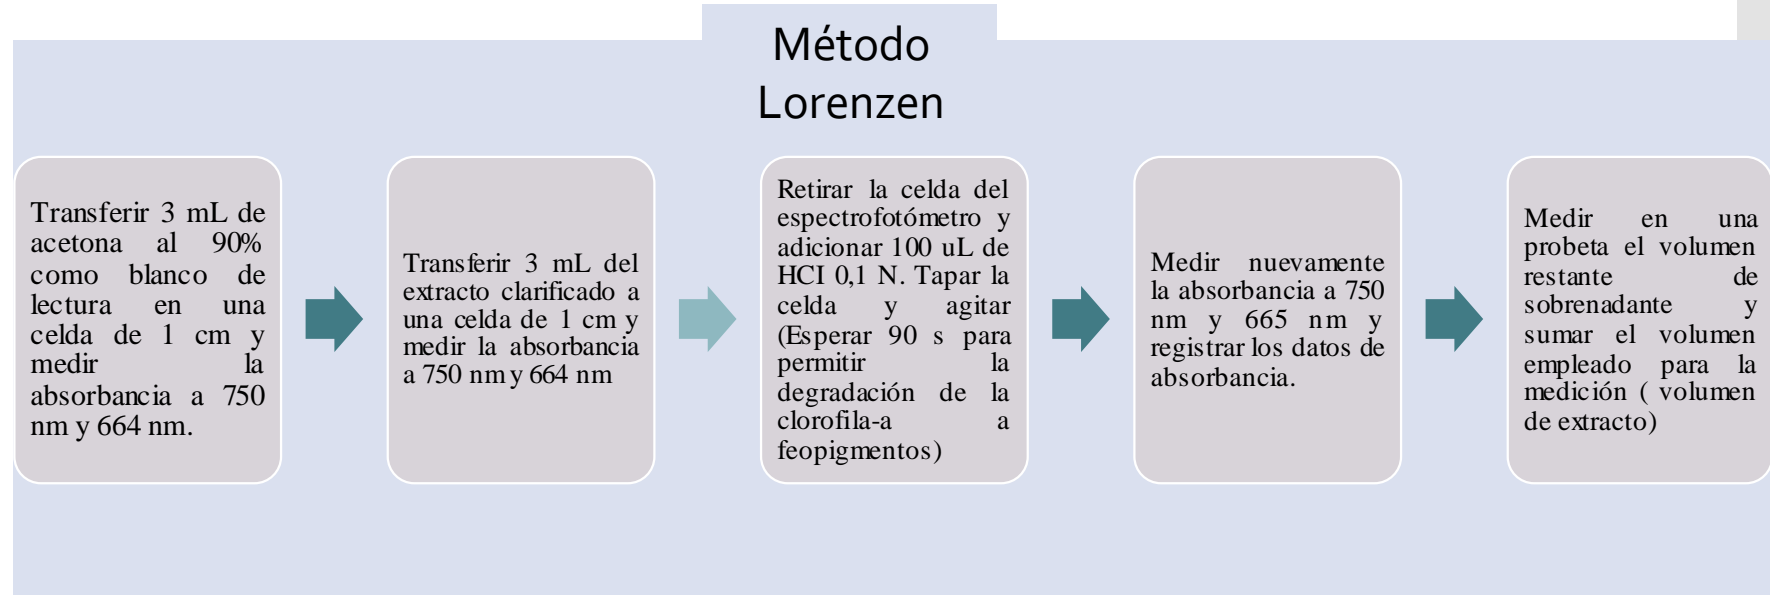 Método
Lorenzen
Transferir 3 mL de
acetona al 90%
como blanco de
lectura en una
celda de 1 cm y
medir la
absorbancia a 750
nm y 664 nm.
Transferir 3 mL del
extracto clarificado a
una celda de 1 cm y
medir la absorbancia
a 750 nm y 664 nm
Retirar la celda del
espectrofotómetro y
adicionar 100 uL de
HCI 0,1 N. Tapar la
celda y agitar
(Esperar 90 s para
permitir la
degradación de la
clorofila-a a
feopigmentos)
Medir nuevamente
la absorbancia a 750
nm y 665 nm y
registrar los datos de
absorbancia.
Medir en una
probeta el volumen
restante de
sobrenadante y
sumar el volumen
empleado para la
medición ( volumen
de extracto)